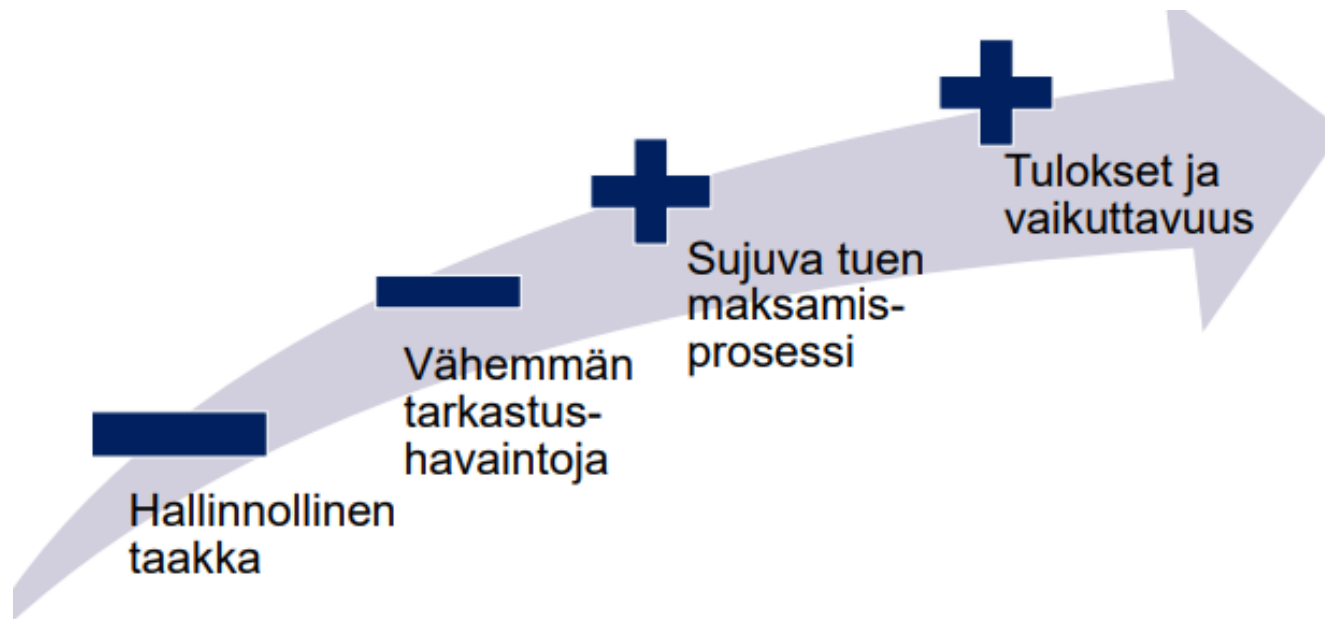 Hallinnollinen
taakka
Vähemmän
tarkastus-
havaintoja
Sujuva tuen
maksamis-
prosessi
Tulokset ja
vaikuttavuus